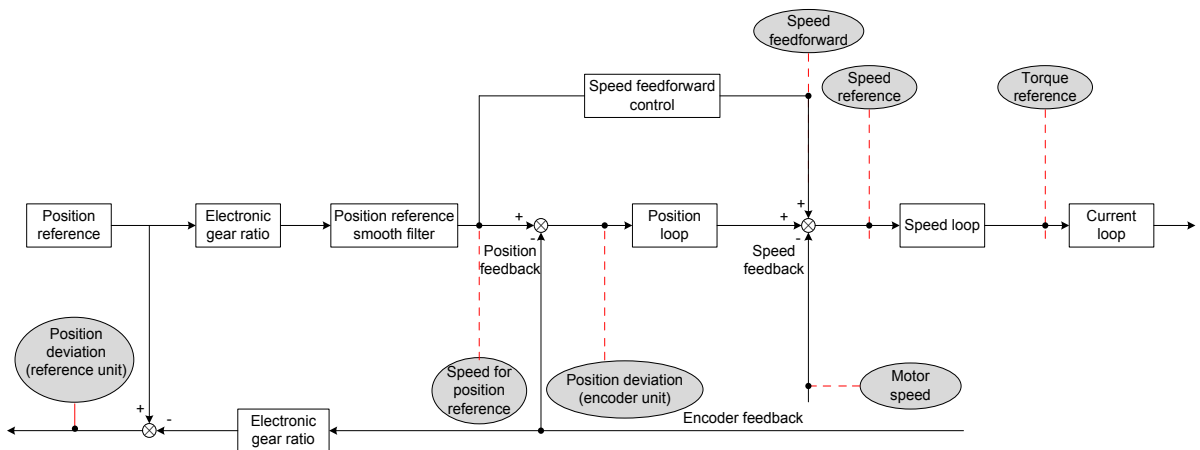 Speed
feedforward
Speed feedforward
control
Speed
reference
Torque
reference
Position
reference
Electronic
gear ratio
Position reference
smooth filter
+
-
Position
feedback
Position
loop
+
+
-
Speed
feedback
Speed loop
Current
loop
Position
deviation
(reference unit)
Speed for
position
reference
Position deviation
(encoder unit)
Motor
speed
+
-
Electronic
gear ratio
Encoder feedback